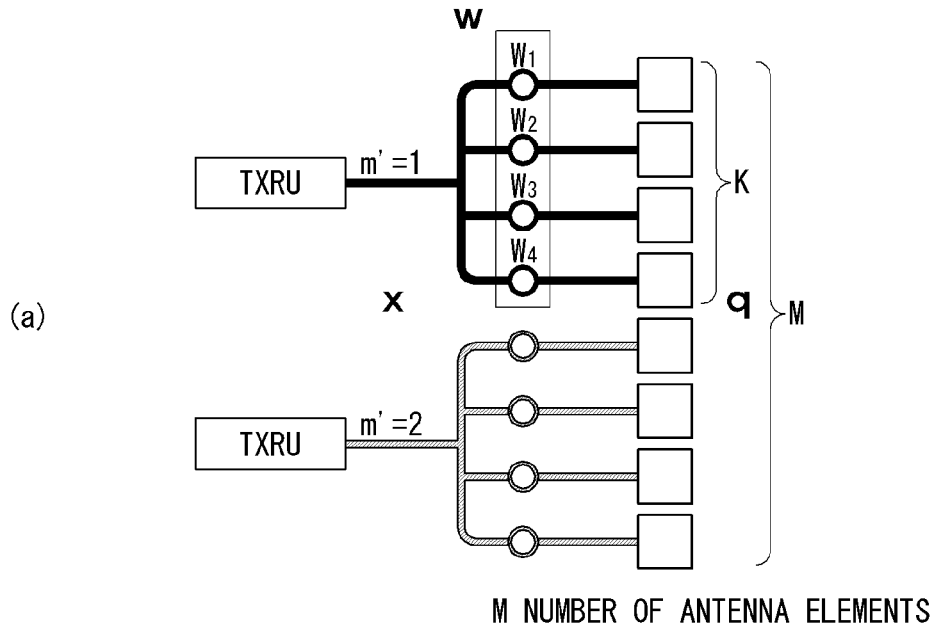 w
W1
W2
TXRU
m'=1
K
W3
W4
x
q
M
(a)
TXRU
m'=2
M NUMBER OF ANTENNA ELEMENTS